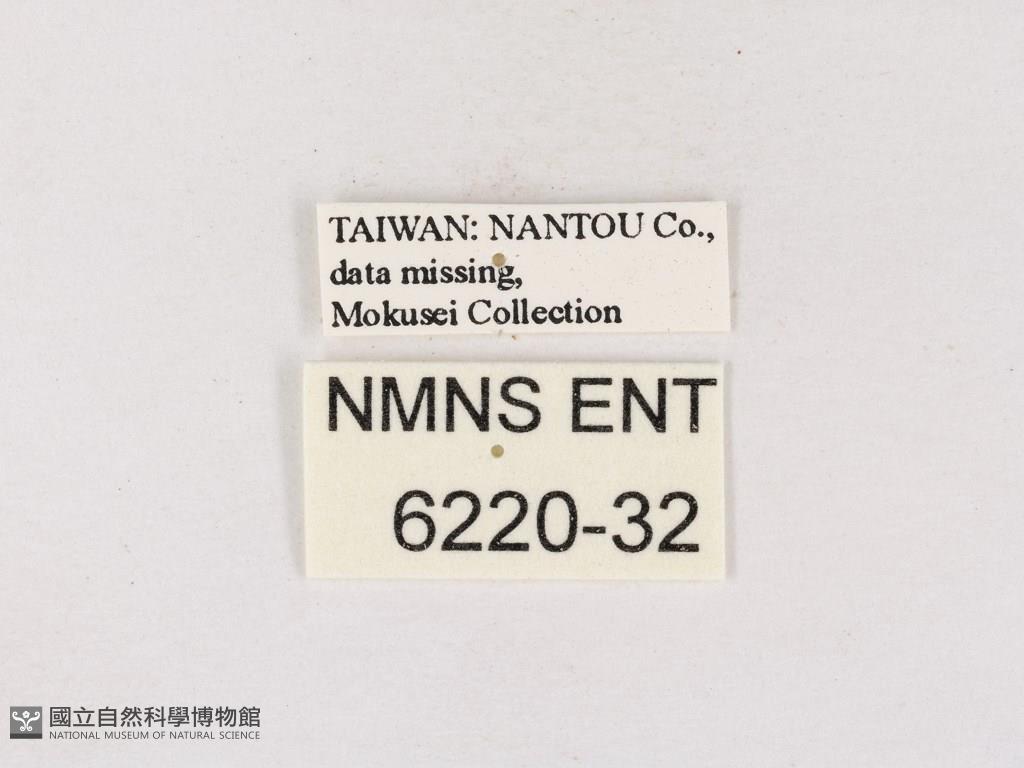 TAIWAN: NANTOU Co.,
data missing,
Mokusei Collection
NMNS ENT
6220-32
國立自然科學博物館
NATIONAL MUSEUM OF NATURAL SCIENCE